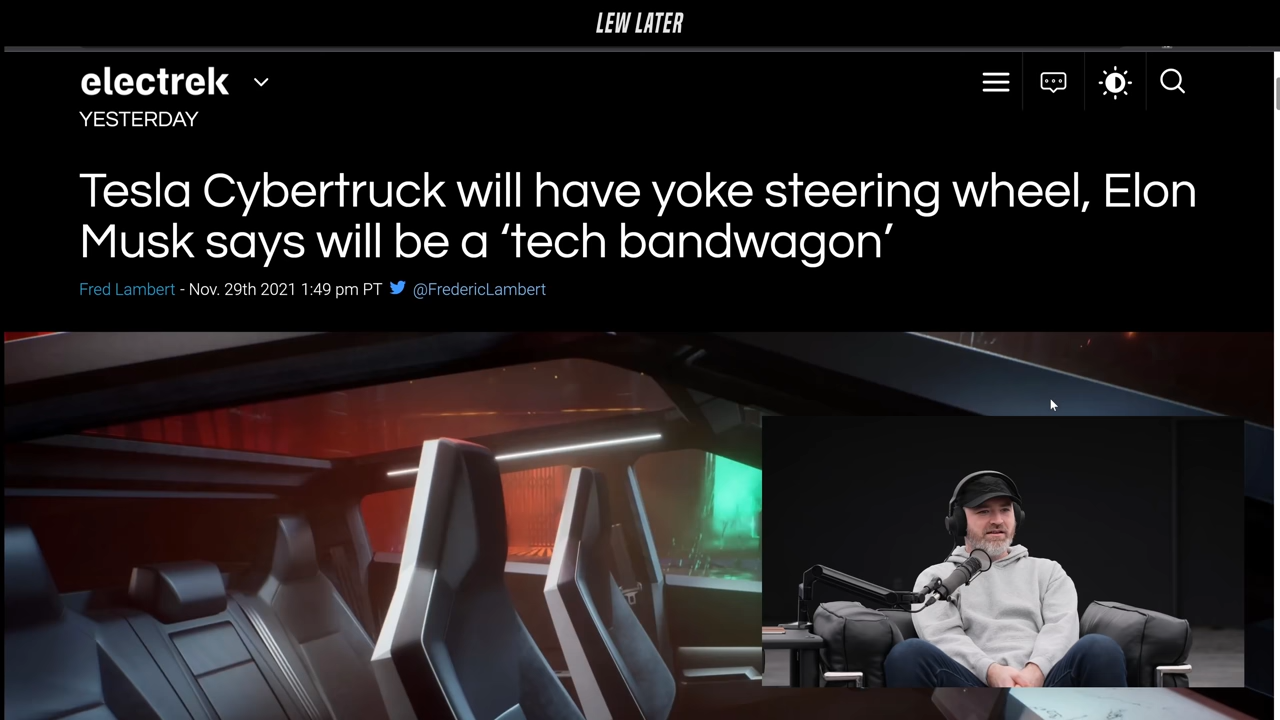 LEW LATER
electrek
YESTERDAY
Tesla Cybertruck will have yoke steering wheel, Elon
Musk says will be a ‘tech bandwagon’
Fred Lambert - Nov. 29th 2021 1:49 pm PT @FredericLambert